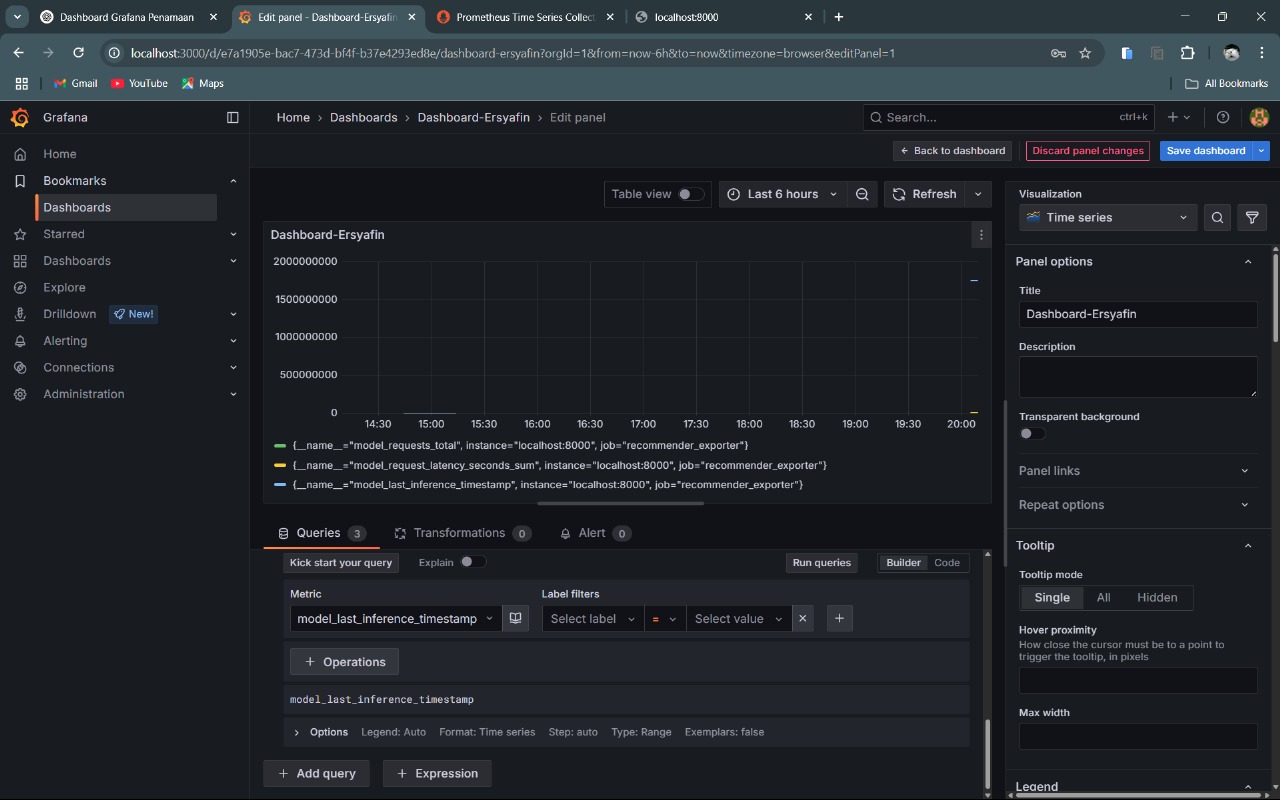 Dashboard Grafana Penamaan
Edit panel - Dashboard-Ersyafin
Prometheus Time Series Collect
localhost:8000
localhost:3000/d/e7a1905e-bac7-473d-bf4f-b37e4293ed8e/dashboard-ersyafin?orgId=1&from=now-6h&to=now&timezone=browser&editPanel=1
Gmail
YouTube
Maps
All Bookmarks
Grafana
Home › Dashboards › Dashboard-Ersyafin › Edit panel
Search...
ctrl+k
Back to dashboard
Discard panel changes
Save dashboard
Home
Bookmarks
Dashboards
Starred
Dashboards
Explore
Drilldown
New!
Alerting
Connections
Administration
Table view
Last 6 hours
Refresh
Dashboard-Ersyafin
2000000000
1500000000
1000000000
500000000
0
14:30 15:00 15:30 16:00 16:30 17:00 17:30 18:00 18:30 19:00 19:30 20:00
{__name__="model_requests_total", instance="localhost:8000", job="recommender_exporter"}
{__name__="model_request_latency_seconds_sum", instance="localhost:8000", job="recommender_exporter"}
{__name__="model_last_inference_timestamp", instance="localhost:8000", job="recommender_exporter"}
Queries 3
Transformations 0
Alert 0
Kick start your query
Explain
Run queries
Builder
Code
Metric
Label filters
model_last_inference_timestamp
Select label
=
Select value
+ Operations
model_last_inference_timestamp
Options Legend: Auto Format: Time series Step: auto Type: Range Exemplars: false
+ Add query
+ Expression
Visualization
Time series
Panel options
Title
Dashboard-Ersyafin
Description
Transparent background
Panel links
Repeat options
Tooltip
Tooltip mode
Single
All
Hidden
Hover proximity
How close the cursor must be to a point to
trigger the tooltip, in pixels
Max width
Legend